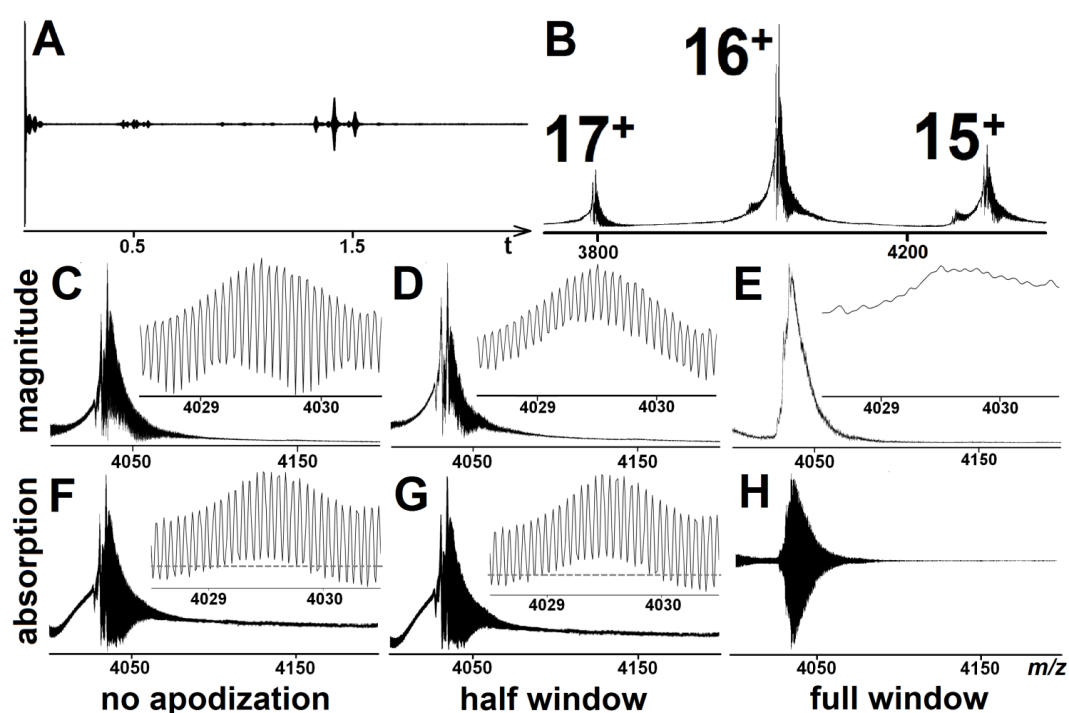 A
0.5
1.5
t
B
17+
16+
15+
3800
4200
magnitude
C
4029
4030
4050
4150
D
4029
4030
4050
4150
E
4029
4030
4050
4150
absorption
F
4029
4030
4050
4150
G
4029
4030
4050
4150
H
4050
4150
m/z
no apodization
half window
full window